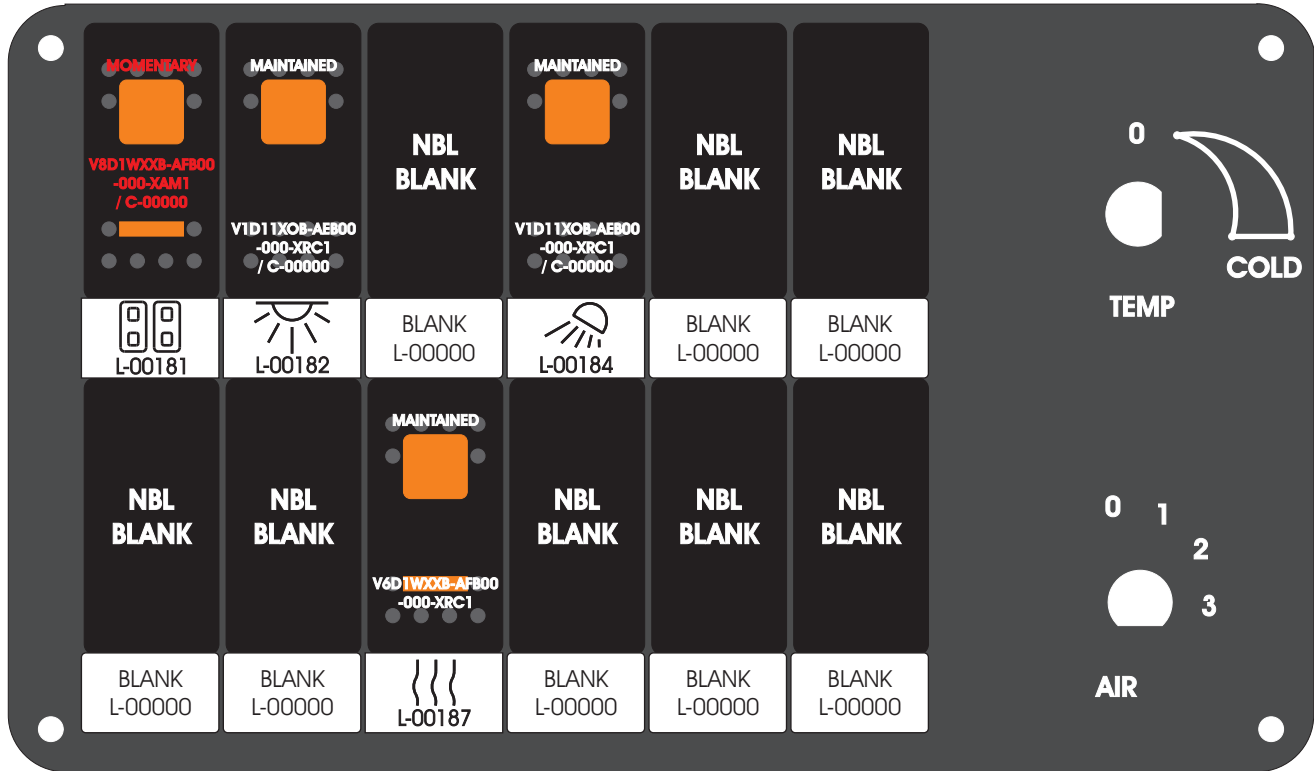 MOMENTARY
V8D1WXXB-AFB00
-000-XAM1
/ C-00000
L-00181
MAINTAINED
V1D11XOB-AEB00
-000-XRC1
/ C-00000
L-00182
NBL
BLANK
BLANK
L-00000
MAINTAINED
V1D11XOB-AEB00
-000-XRC1
/ C-00000
L-00184
NBL
BLANK
BLANK
L-00000
NBL
BLANK
BLANK
L-00000
0
COLD
TEMP
NBL
BLANK
BLANK
L-00000
NBL
BLANK
BLANK
L-00000
MAINTAINED
V6D1WXXB-AFB00
-000-XRC1
L-00187
NBL
BLANK
BLANK
L-00000
NBL
BLANK
BLANK
L-00000
NBL
BLANK
BLANK
L-00000
0
1
2
3
AIR